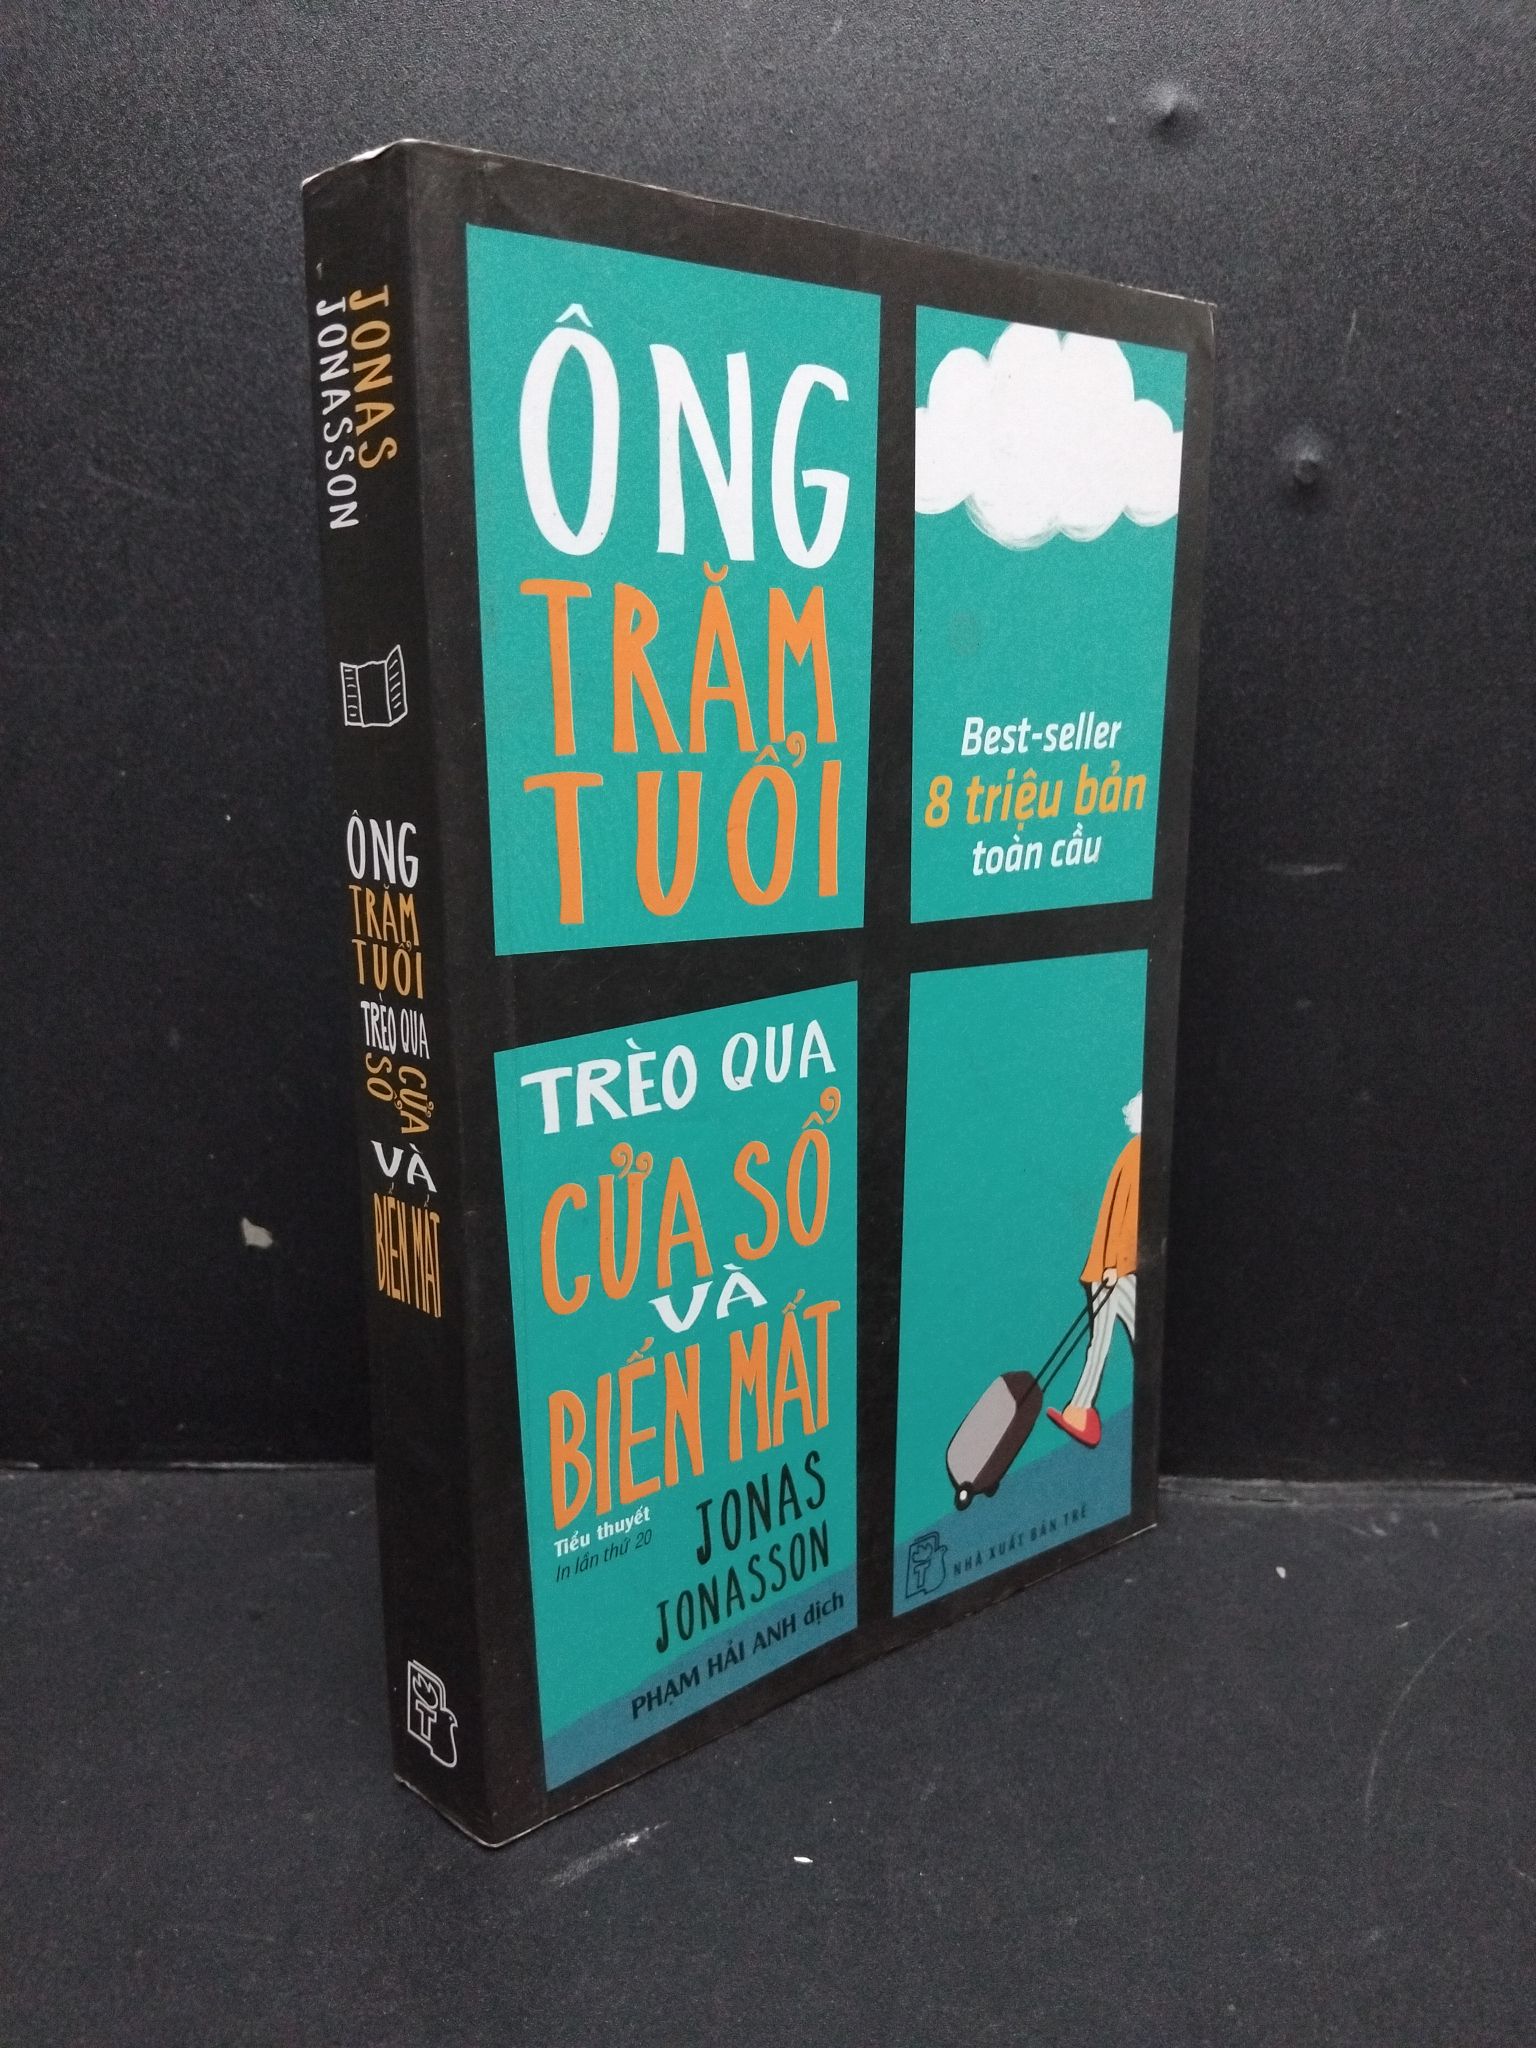 JONAS
JONASSON
ÔNG
TRĂM
TUỔI
TRÈO QUA
CỬA
SỔ
VÀ
BIẾN MẤT
ÔNG
TRĂM
TUỔI
Best-seller
8 triệu bản
toàn cầu
TRÈO QUA
CỬA SỔ
VÀ
BIẾN MẤT
Tiểu thuyết
In lần thứ 20
JONAS
JONASSON
PHẠM HẢI ANH dịch
NHÀ XUẤT BẢN TRẺ